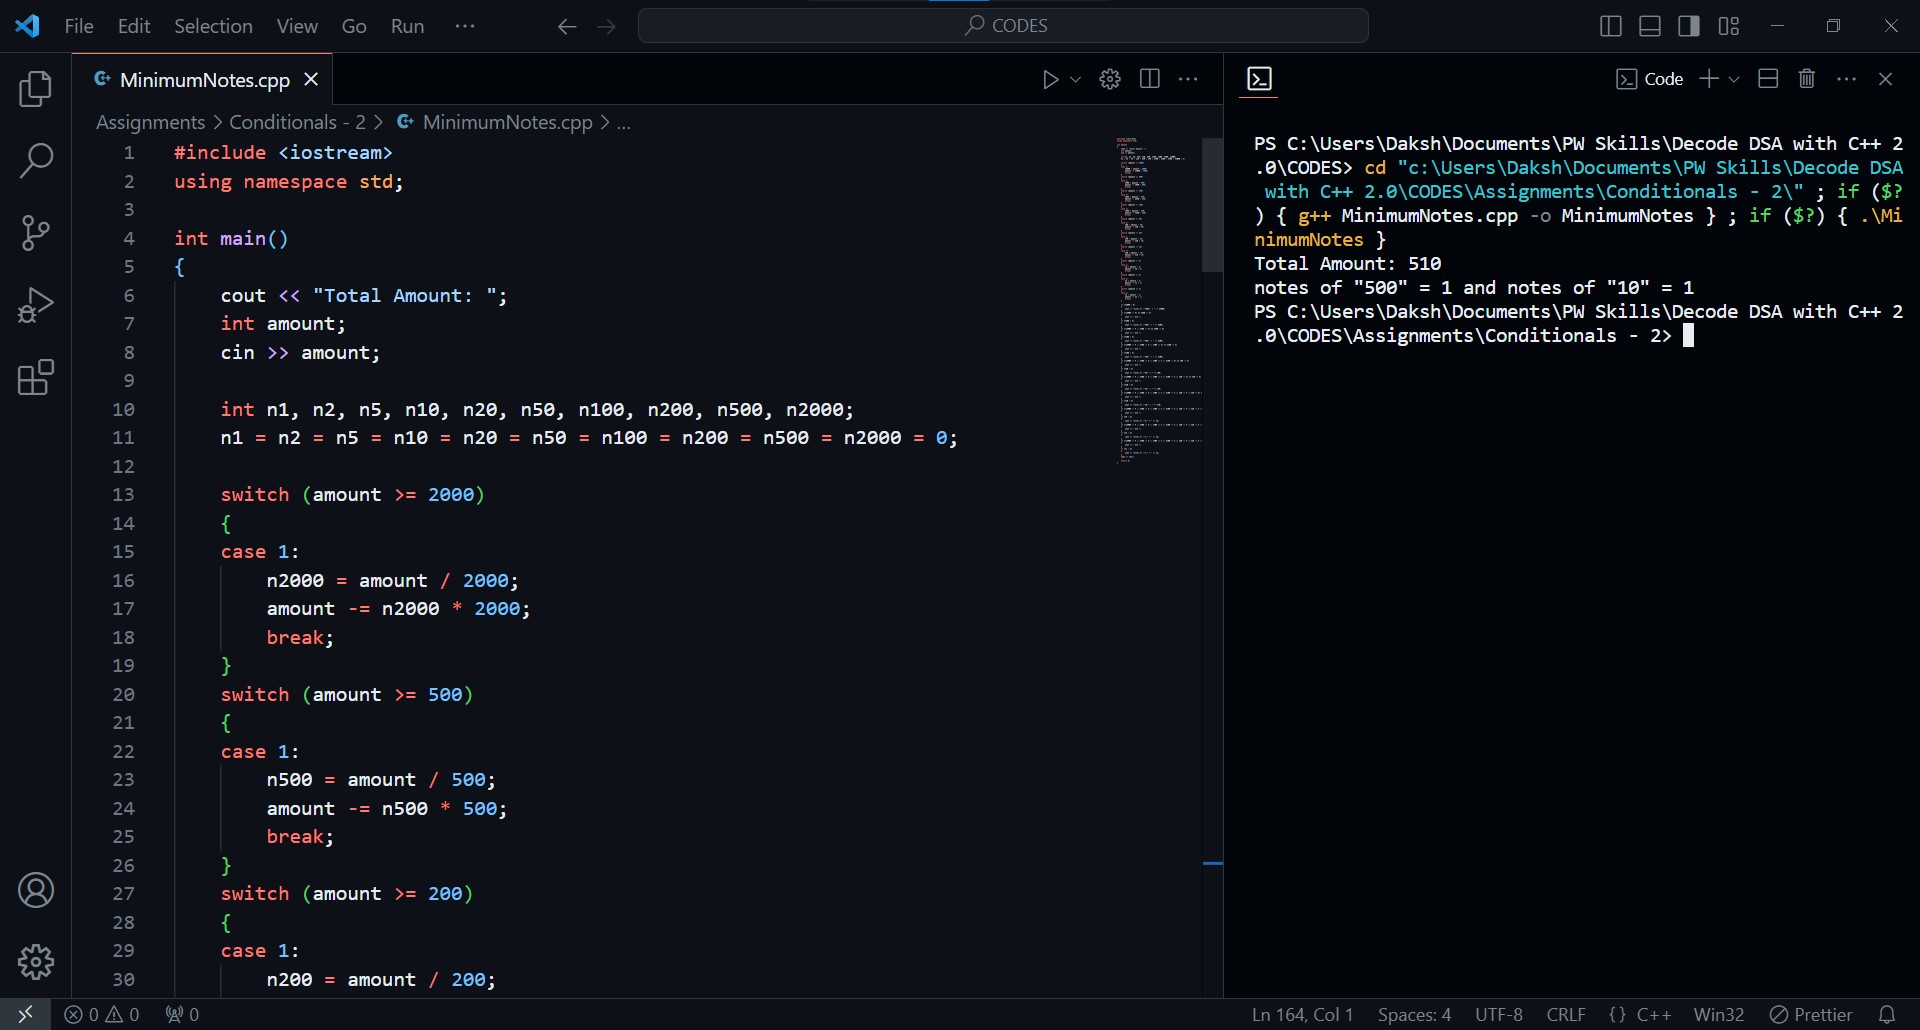 File Edit Selection View Go Run ··· CODES
MinimumNotes.cpp
Code
Assignments > Conditionals - 2 > MinimumNotes.cpp > ...
1 #include <iostream>
2 using namespace std;
3
4 int main()
5 {
6 cout << "Total Amount: ";
7 int amount;
8 cin >> amount;
9
10 int n1, n2, n5, n10, n20, n50, n100, n200, n500, n2000;
11 n1 = n2 = n5 = n10 = n20 = n50 = n100 = n200 = n500 = n2000 = 0;
12
13 switch (amount >= 2000)
14 {
15 case 1:
16 n2000 = amount / 2000;
17 amount -= n2000 * 2000;
18 break;
19 }
20 switch (amount >= 500)
21 {
22 case 1:
23 n500 = amount / 500;
24 amount -= n500 * 500;
25 break;
26 }
27 switch (amount >= 200)
28 {
29 case 1:
30 n200 = amount / 200;
PS C:\Users\Daksh\Documents\PW Skills\Decode DSA with C++ 2
.0\CODES> cd "c:\Users\Daksh\Documents\PW Skills\Decode DSA
with C++ 2.0\CODES\Assignments\Conditionals - 2\" ; if ($?
) { g++ MinimumNotes.cpp -o MinimumNotes } ; if ($?) { .\Mi
nimumNotes }
Total Amount: 510
notes of "500" = 1 and notes of "10" = 1
PS C:\Users\Daksh\Documents\PW Skills\Decode DSA with C++ 2
.0\CODES\Assignments\Conditionals - 2>
0 0 0 Ln 164, Col 1 Spaces: 4 UTF-8 CRLF {} C++ Win32 Prettier